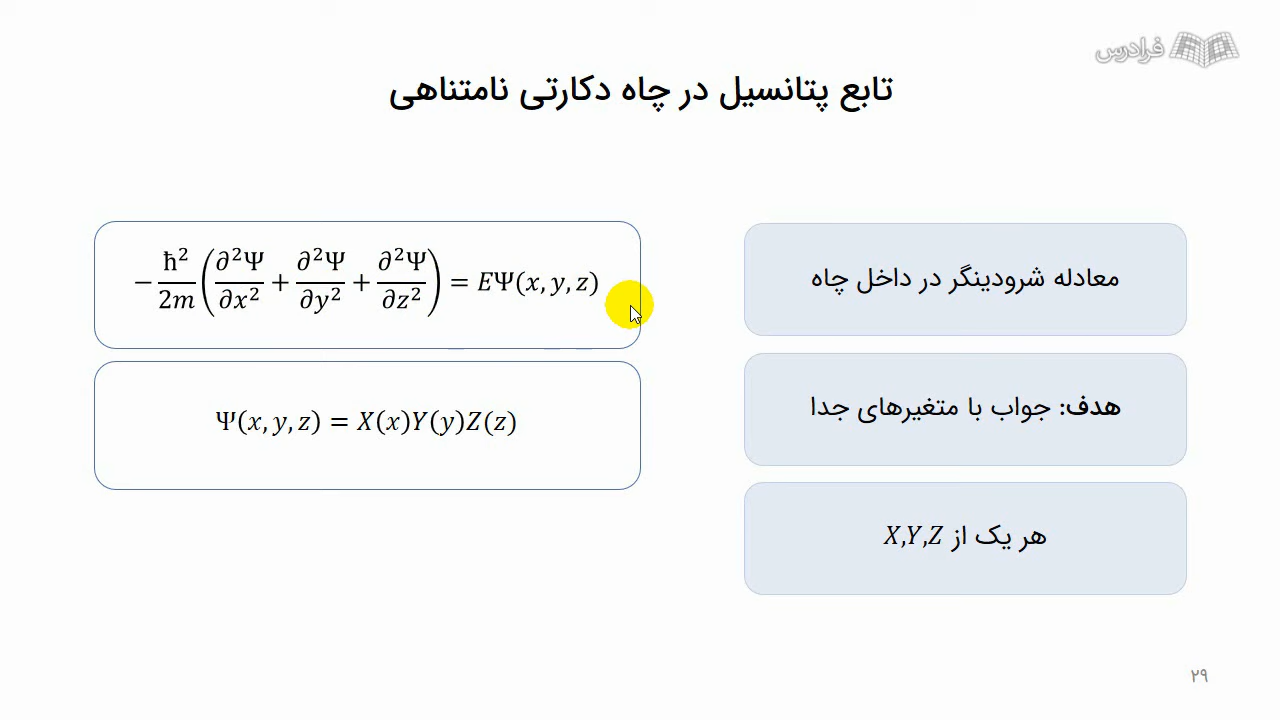 فرادرس
تابع پتانسیل در چاه دکارتی نامتناهی
معادله شرودینگر در داخل چاه
−ħ²/2m (∂²Ψ/∂x² + ∂²Ψ/∂y² + ∂²Ψ/∂z²) = EΨ(x, y, z)
هدف: جواب با متغیرهای جدا
Ψ(x, y, z) = X(x)Y(y)Z(z)
هر یک از X,Y,Z
۲۹